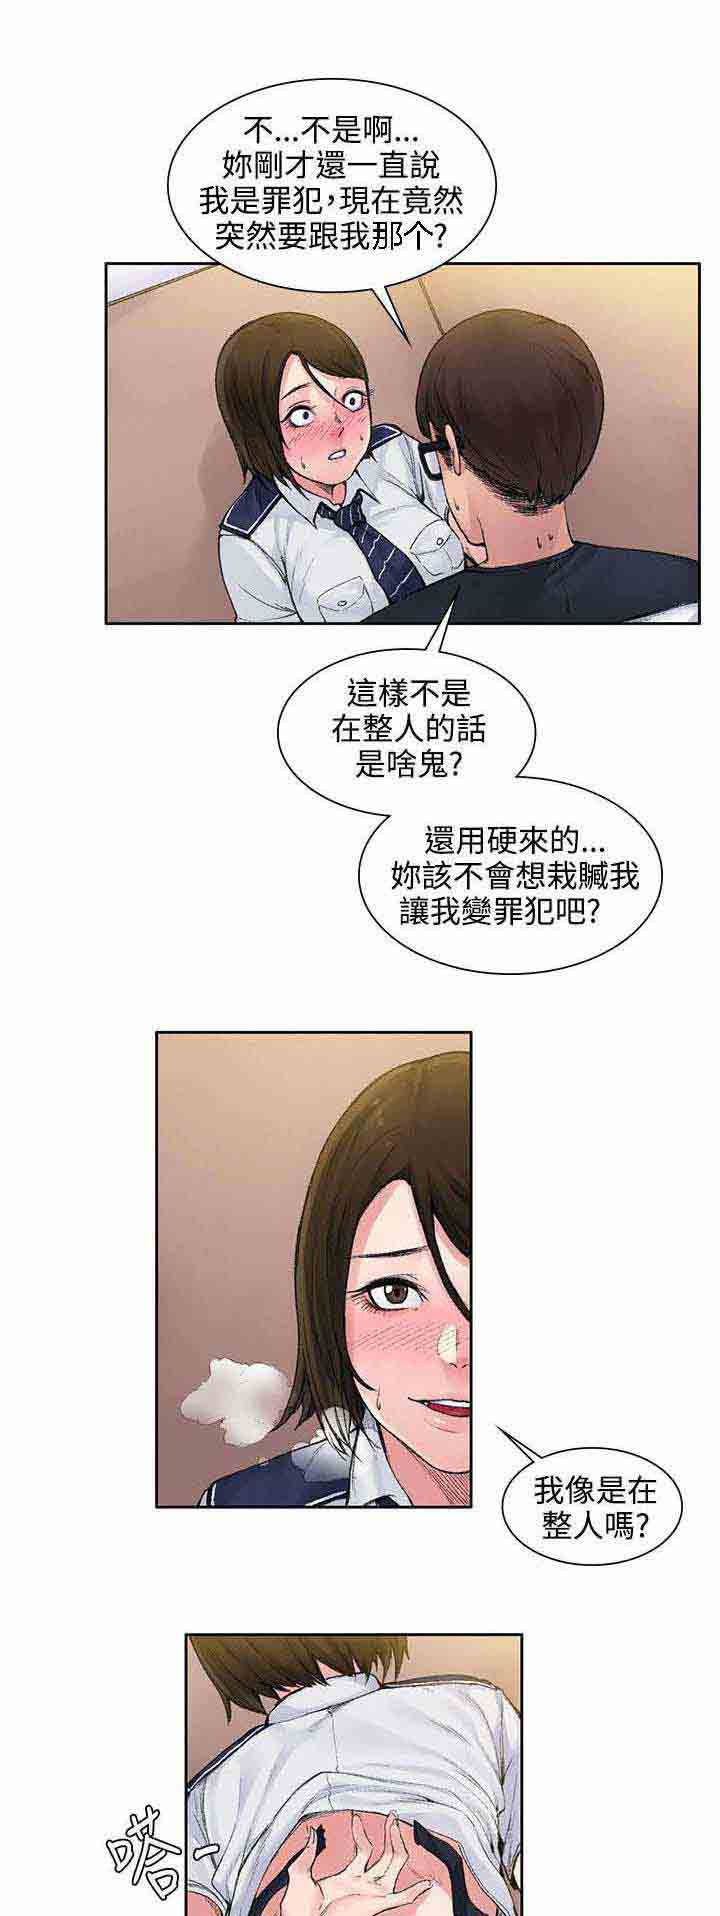 不...不是啊...
妳剛才還一直說
我是罪犯,現在竟然
突然要跟我那个?
這樣不是
在整人的話
是啥鬼?
還用硬來的...
妳該不會想栽贓我
讓我變罪犯吧?
我像是在
整人嗎?
嗒-